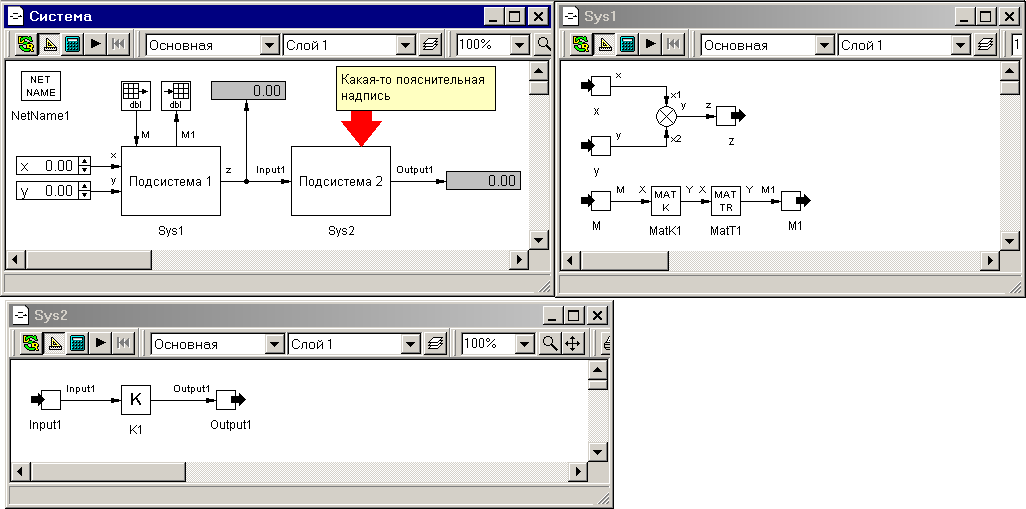 Система
Основная Слой 1 100%
NET
NAME
NetName1
dbl dbl
M M1
0.00
Какая-то пояснительная
надпись
x 0.00 x
y 0.00 y
Подсистема 1
z Input1
Подсистема 2
Output1
0.00
Sys1 Sys2
Sys1
Основная Слой 1 1
x
x
x1
y z
z
x2
y
y
M X MAT K Y X MAT TR Y M1
M MatK1 MatT1 M1
Sys2
Основная Слой 1 100%
Input1 K Output1
Input1 K1 Output1